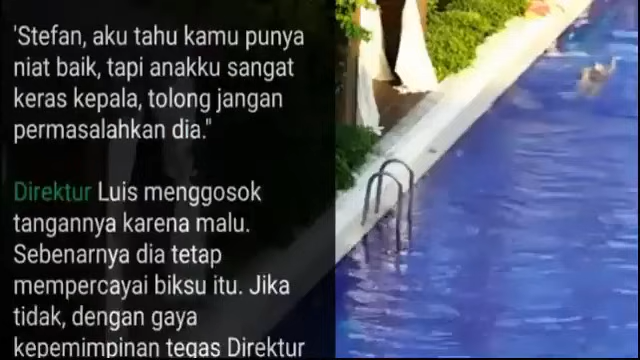 'Stefan, aku tahu kamu punya
niat baik, tapi anakku sangat
keras kepala, tolong jangan
permasalahkan dia."
Direktur Luis menggosok
tangannya karena malu.
Sebenarnya dia tetap
mempercayai biksu itu. Jika
tidak, dengan gaya
kepemimpinan tegas Direktur